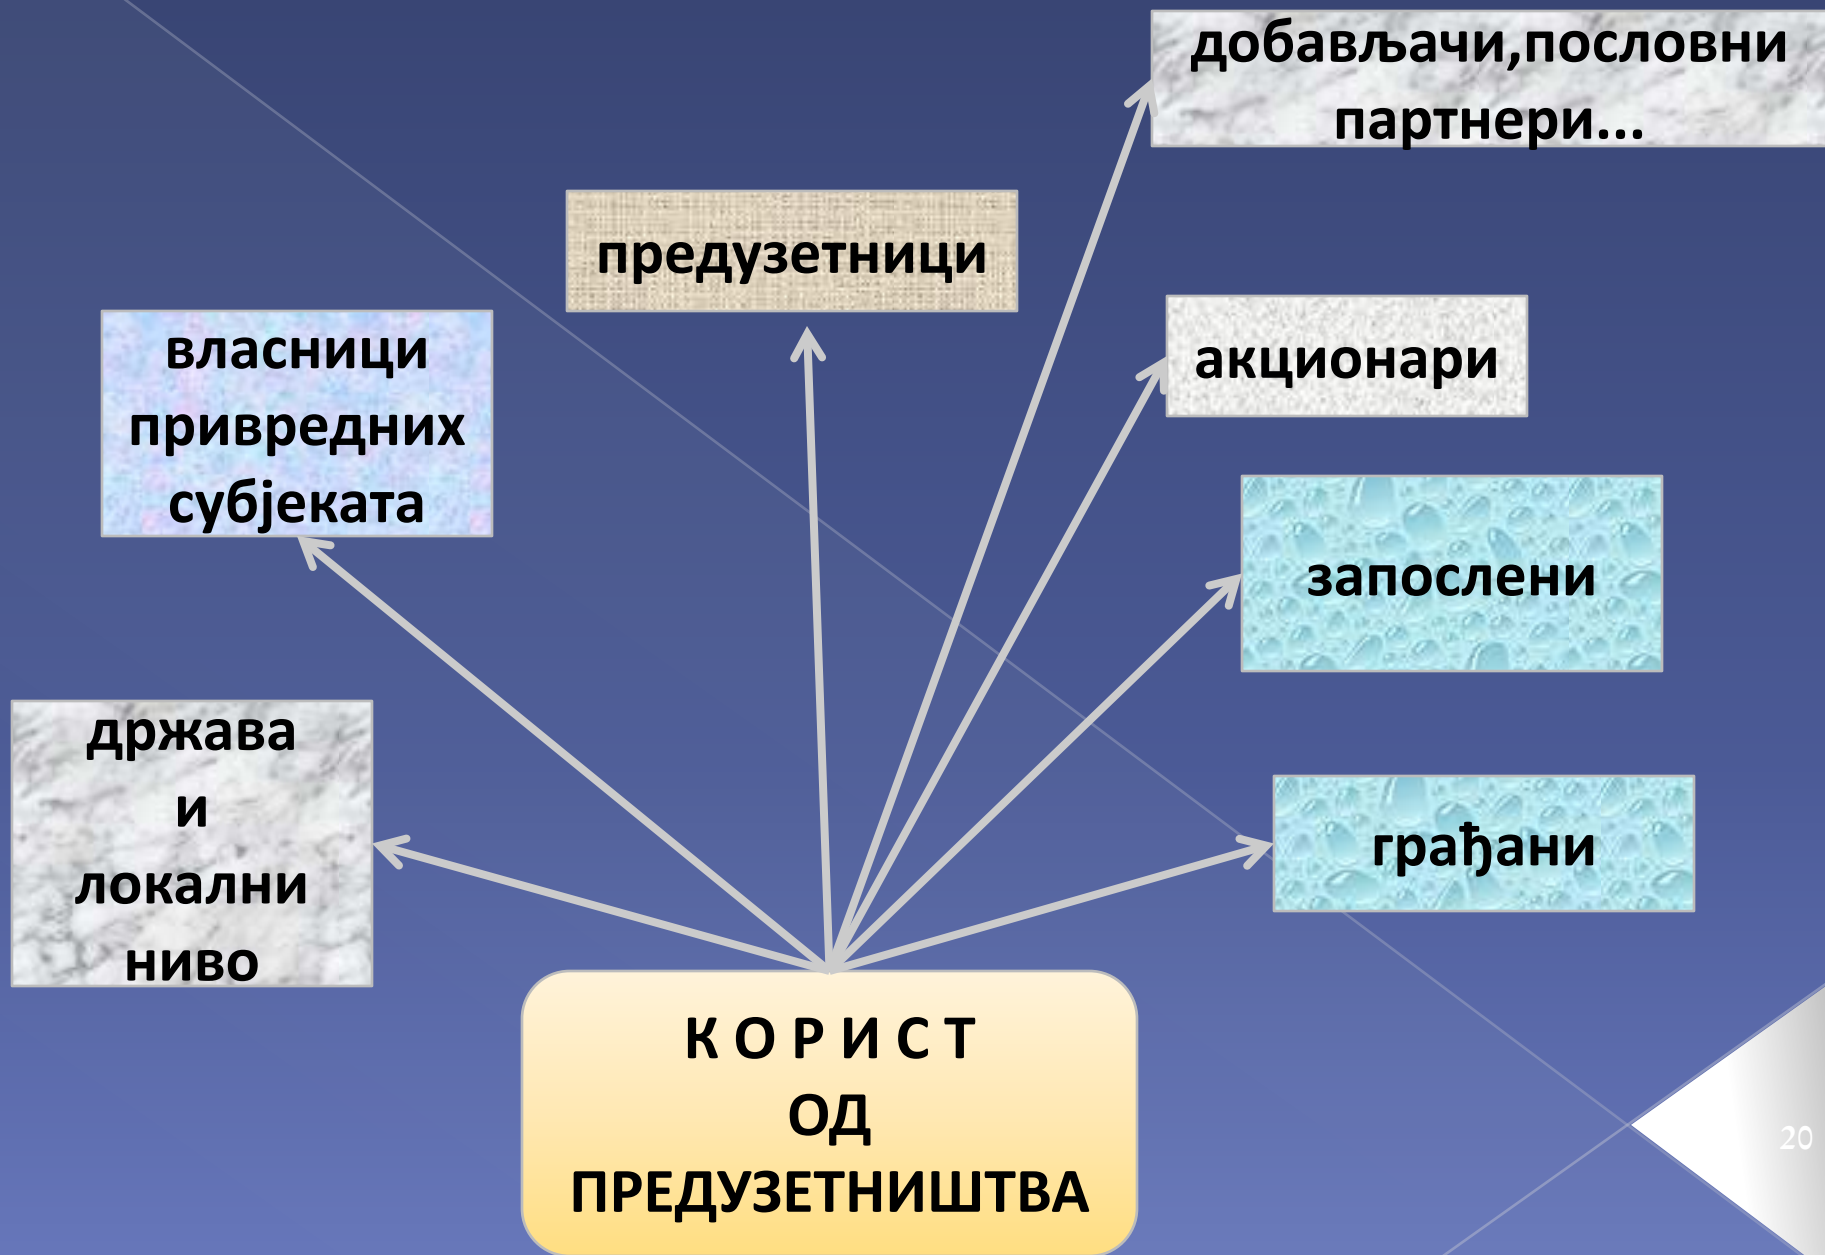 добављачи,пословни
партнери...
предузетници
власници
привредних
субјеката
акционари
запослени
држава
и
локални
ниво
грађани
К О Р И С Т
ОД
ПРЕДУЗЕТНИШТВА
20